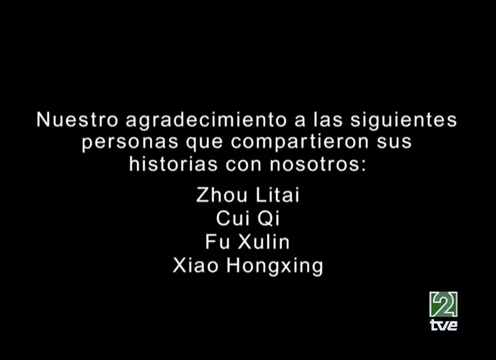 Nuestro agradecimiento a las siguientes
personas que compartieron sus
historias con nosotros:
Zhou Litai
Cui Qi
Fu Xulin
Xiao Hongxing
2
tve